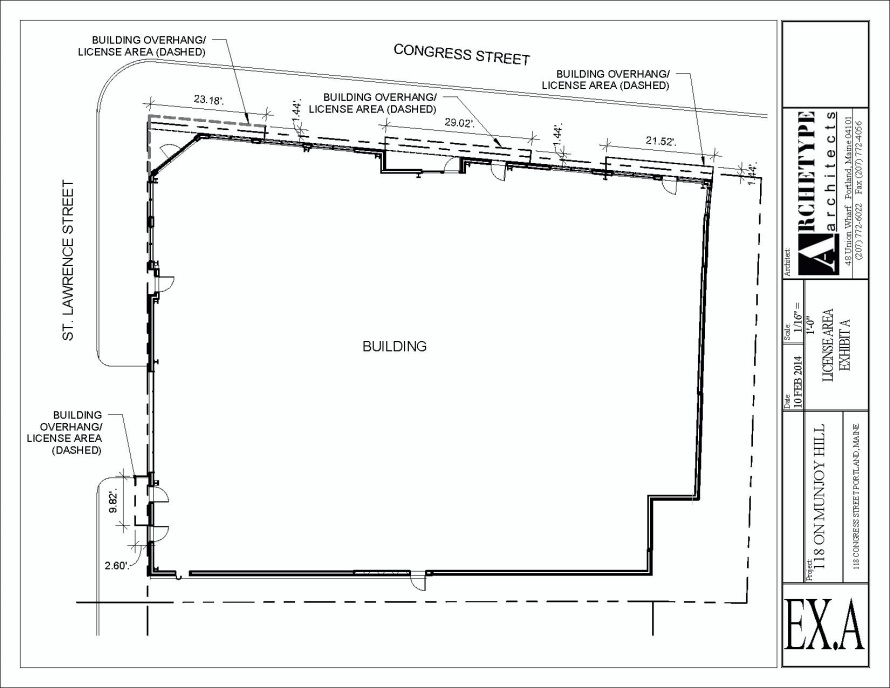 BUILDING OVERHANG/
LICENSE AREA (DASHED)
CONGRESS STREET
BUILDING OVERHANG/
LICENSE AREA (DASHED)
BUILDING OVERHANG/
LICENSE AREA (DASHED)
23.18'.
1.44'.
29.02'.
1.44'.
21.52'.
1.44'.
ST. LAWRENCE STREET
BUILDING
BUILDING
OVERHANG/
LICENSE AREA
(DASHED)
9.82'.
2.60'.
Architect:
ARCHETYPE
architects
48 Union Wharf Portland, Maine 04101
(207) 772-6022 Fax (207) 772-4056
Scale:
1/16" =
1'-0"
Date:
10 FEB 2014
LICENSE AREA
EXHIBIT A
Project:
118 ON MUNJOY HILL
118 CONGRESS STREET PORTLAND, MAINE
EX.A